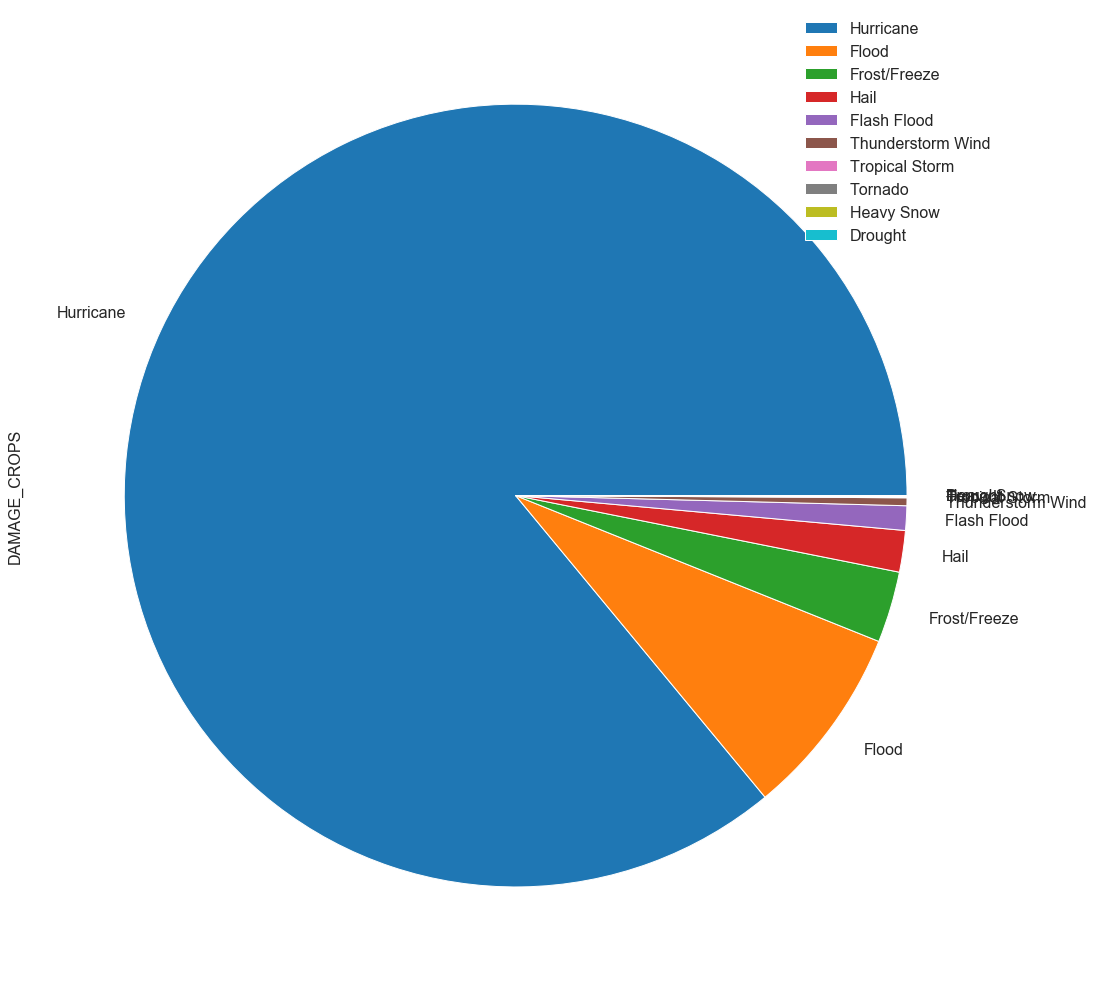 Hurricane
Flood
Frost/Freeze
Hail
Flash Flood
Thunderstorm Wind
Tropical Storm
Tornado
Heavy Snow
Drought
Hurricane
DAMAGE_CROPS
Thunderstorm Wind
Flash Flood
Hail
Frost/Freeze
Flood